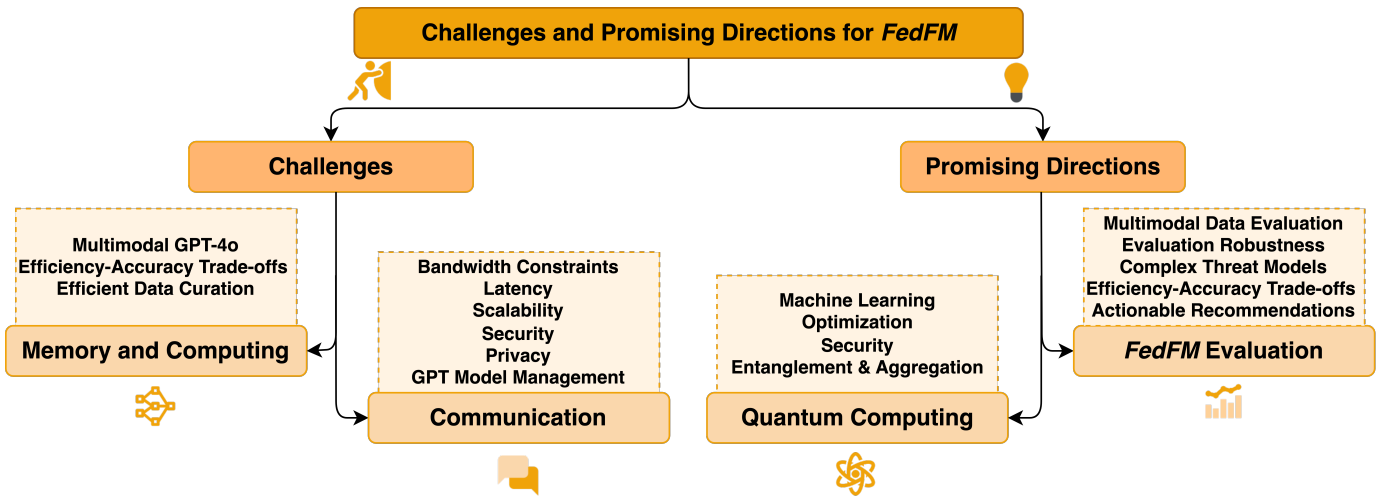 Challenges and Promising Directions for FedFM
Challenges
Promising Directions
Multimodal GPT-4o
Efficiency-Accuracy Trade-offs
Efficient Data Curation
Memory and Computing
Bandwidth Constraints
Latency
Scalability
Security
Privacy
GPT Model Management
Communication
Machine Learning
Optimization
Security
Entanglement & Aggregation
Quantum Computing
Multimodal Data Evaluation
Evaluation Robustness
Complex Threat Models
Efficiency-Accuracy Trade-offs
Actionable Recommendations
FedFM Evaluation